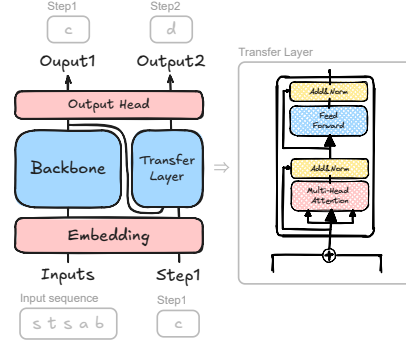 Step1
c
Step2
d
Ouput1
Output2
Output Head
Backbone
Transfer
Layer
Embedding
Inputs
Step1
Input sequence
s t s a b
Step1
c
Transfer Layer
Add&Norm
Feed
Forward
Add&Norm
Multi-Head
Attention